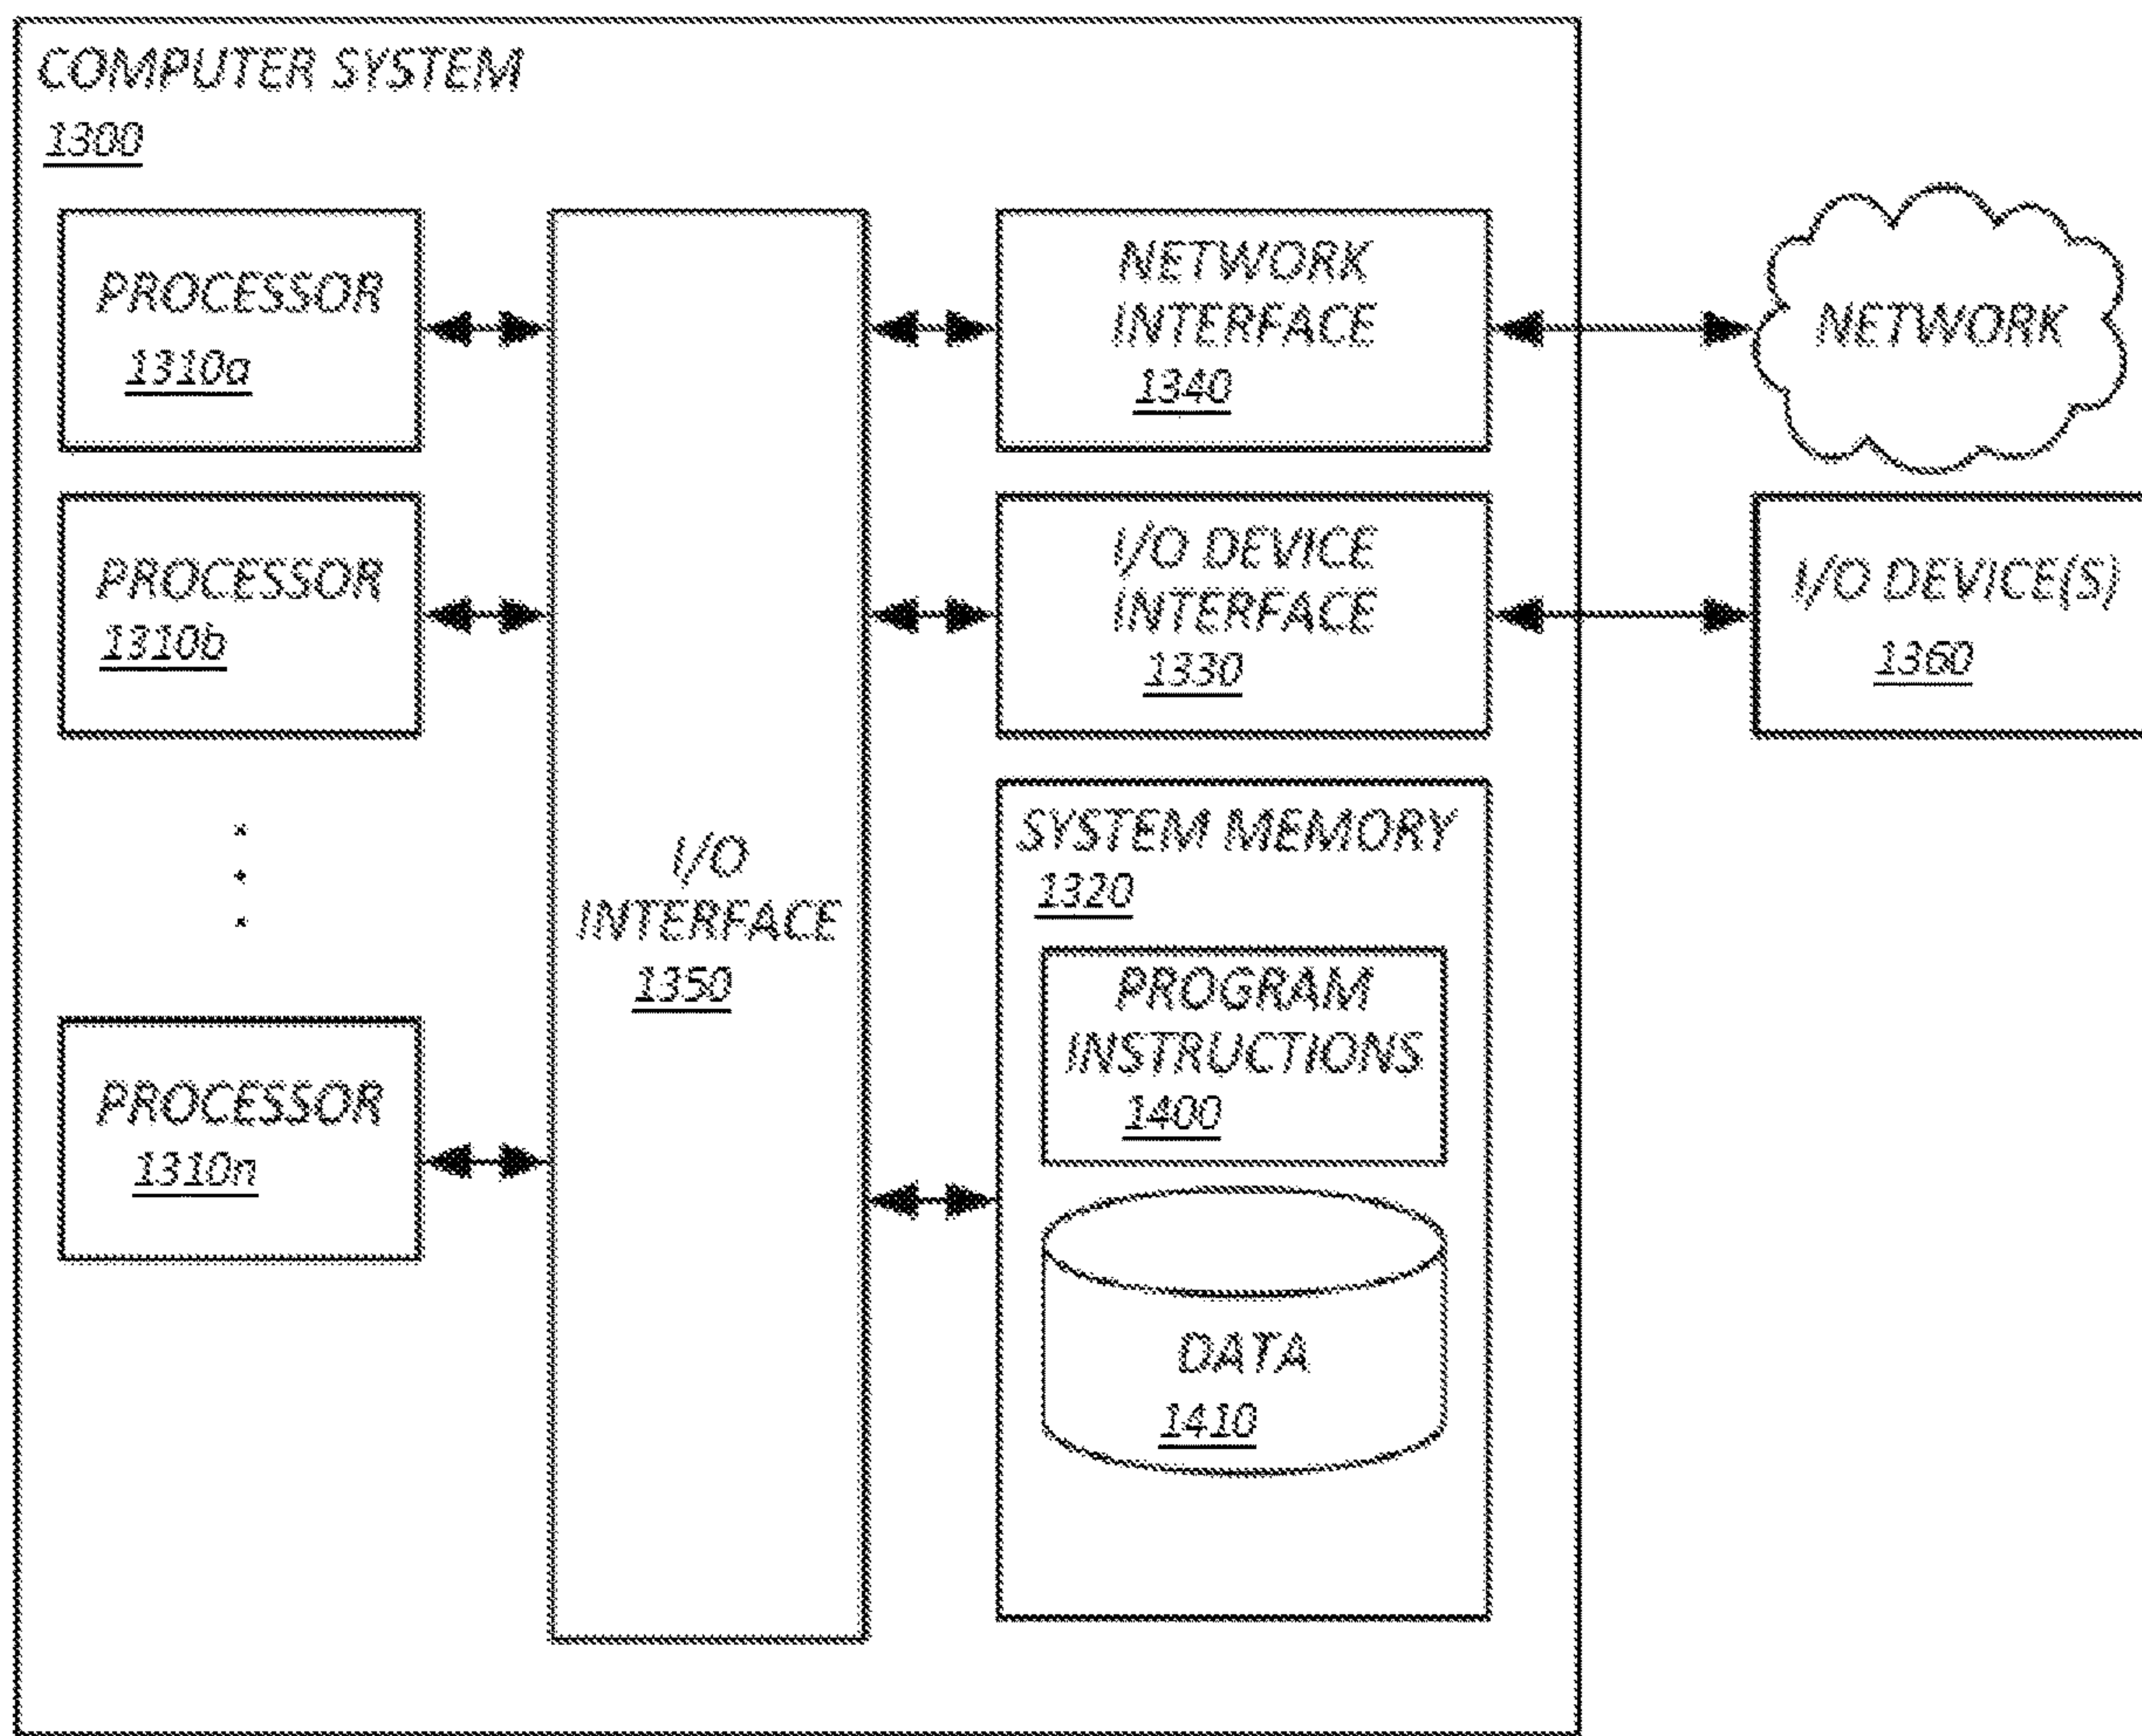 COMPUTER SYSTEM
1300
PROCESSOR
1310a
PROCESSOR
1310b
PROCESSOR
1310n
I/O
INTERFACE
1350
NETWORK
INTERFACE
1340
I/O DEVICE
INTERFACE
1330
SYSTEM MEMORY
1320
PROGRAM
INSTRUCTIONS
1400
DATA
1410
NETWORK
I/O DEVICE(S)
1360